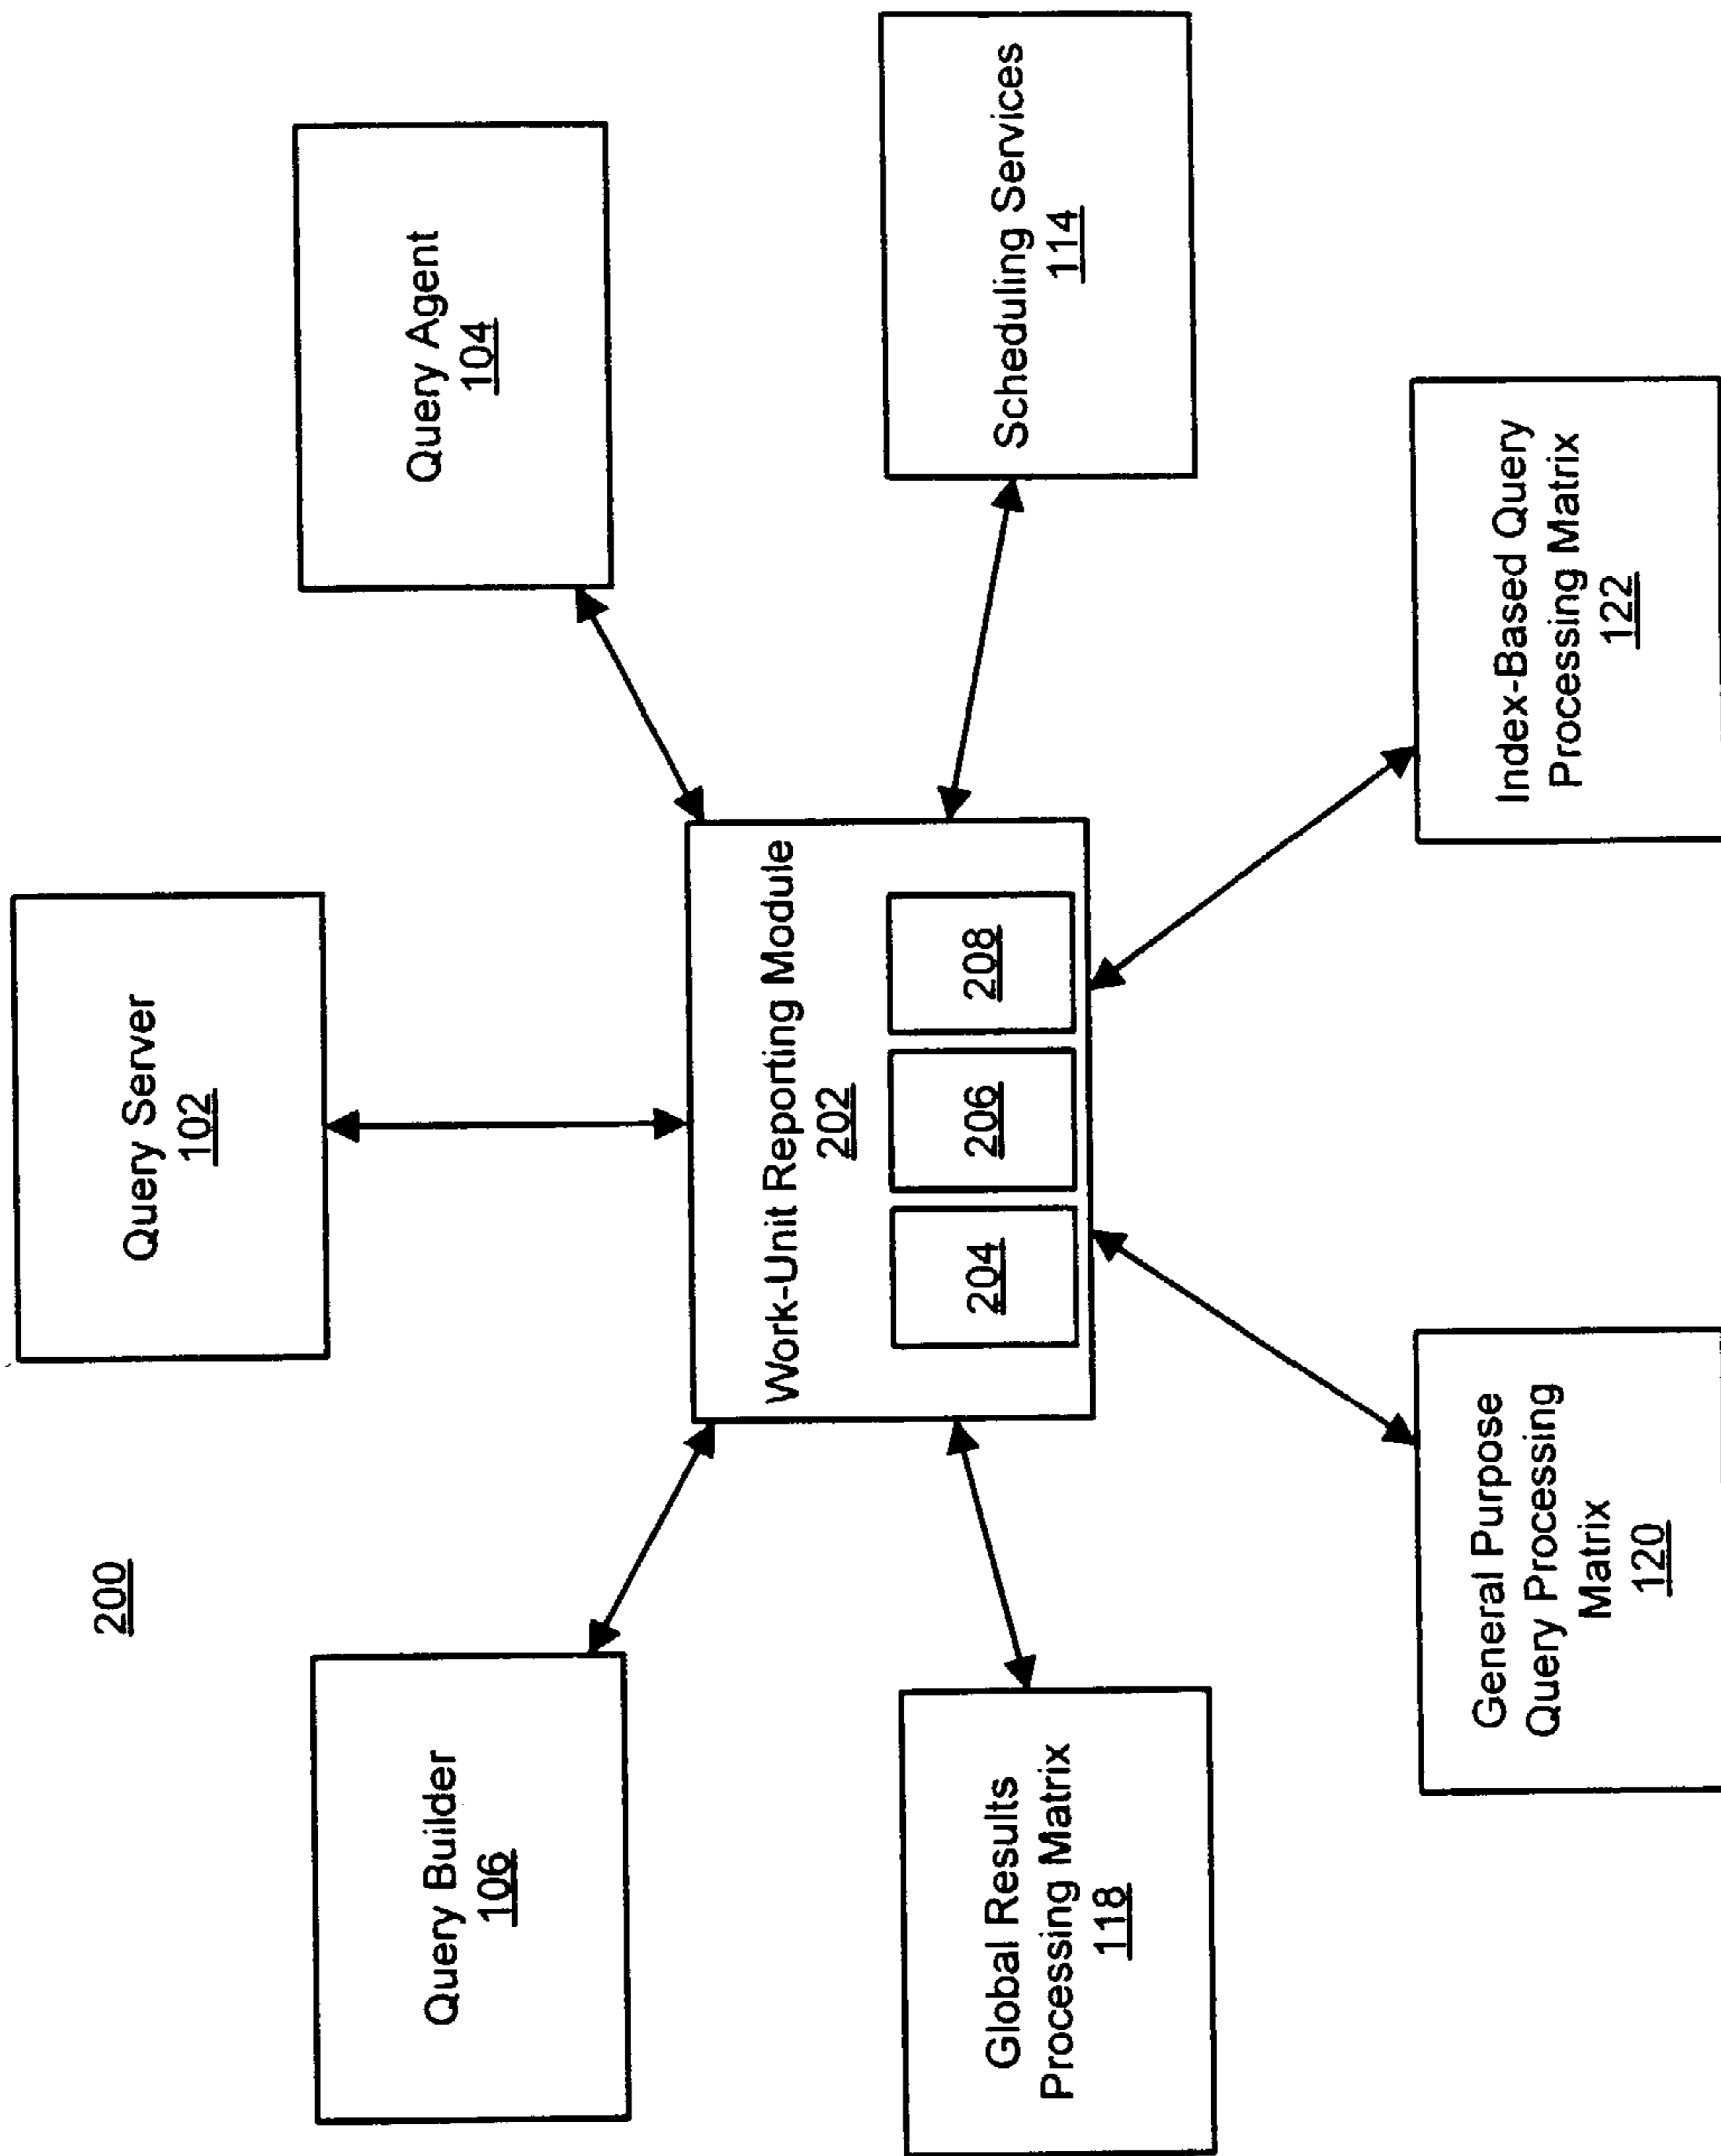 200
Query Server
102
Query Builder
106
Query Agent
104
Work-Unit Reporting Module
202
204
206
208
Global Results
Processing Matrix
118
Scheduling Services
114
General Purpose
Query Processing
Matrix
120
Index-Based Query
Processing Matrix
122